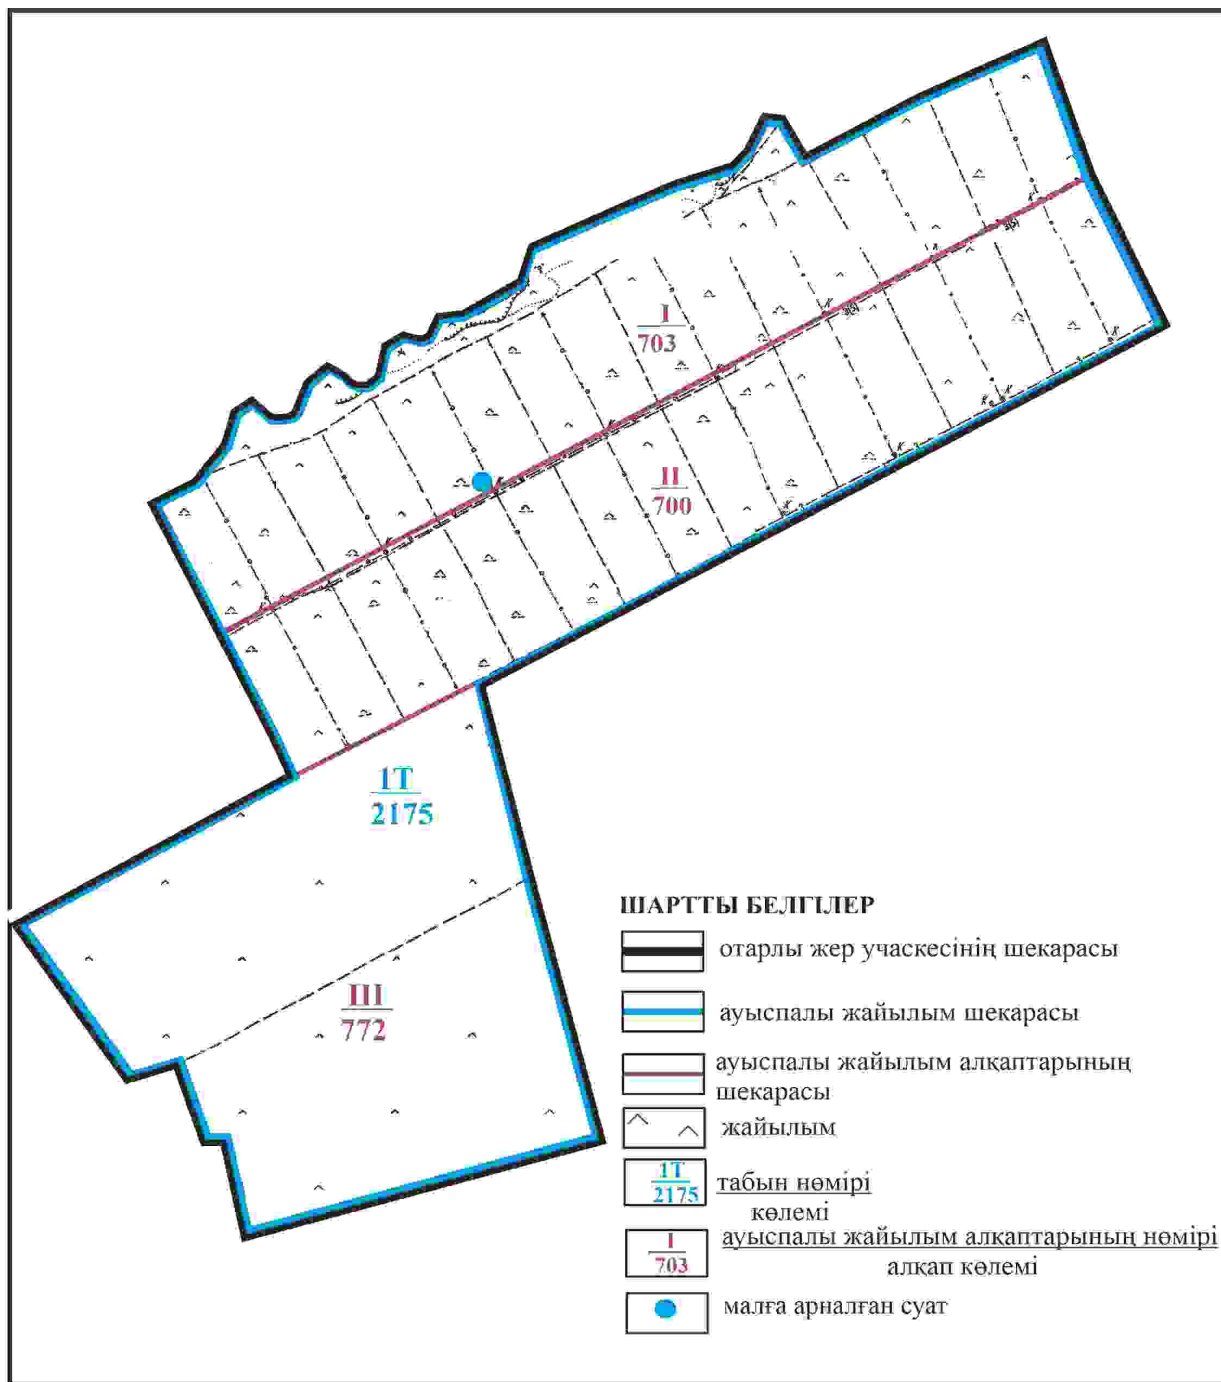 I
703
II
700
1Т
2175
III
772
ШАРТТЫ БЕЛГІЛЕР
отарлы жер учаскесінің шекарасы
ауыспалы жайылым шекарасы
ауыспалы жайылым алқаптарының
шекарасы
жайылым
1Т
2175
табын нөмірі
көлемі
I
703
ауыспалы жайылым алқаптарының нөмірі
алқап көлемі
малға арналған суат